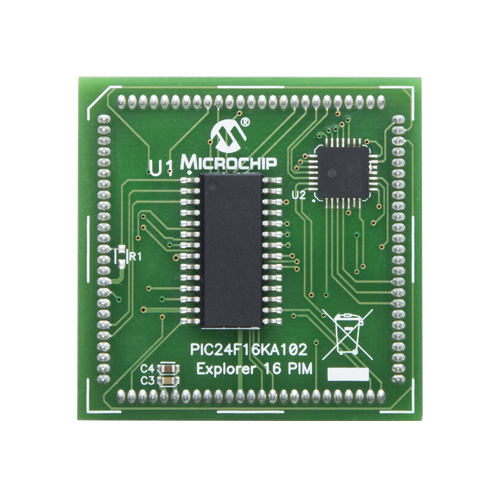 ®
U1 MICROCHIP
U2
R1
PIC24F16KA102
Explorer 16 PIM
C4
C3